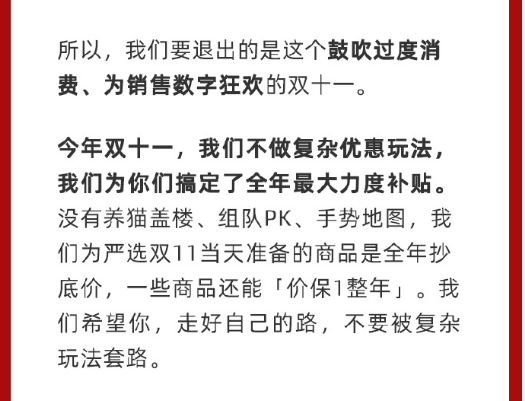 所以，我们要退出的是这个鼓吹过度消
费、为销售数字狂欢的双十一。
今年双十一，我们不做复杂优惠玩法，
我们为你们搞定了全年最大力度补贴。
没有养猫盖楼、组队PK、手势地图，我
们为严选双11当天准备的商品是全年抄
底价，一些商品还能「价保1整年」。我
们希望你，走好自己的路，不要被复杂
玩法套路。